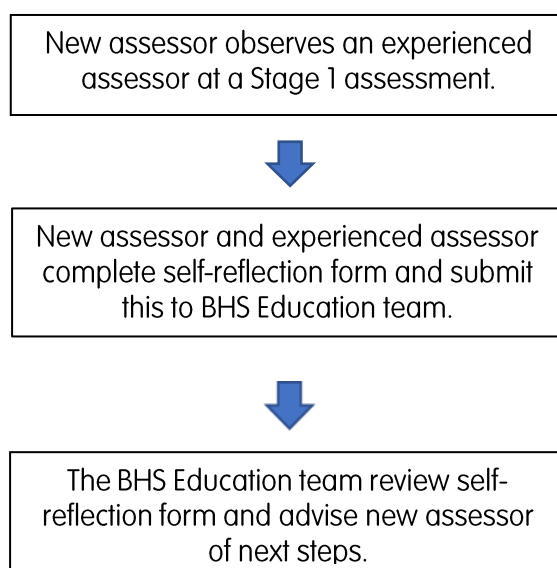 New assessor observes an experienced
assessor at a Stage 1 assessment.
New assessor and experienced assessor
complete self-reflection form and submit
this to BHS Education team.
The BHS Education team review self-
reflection form and advise new assessor
of next steps.